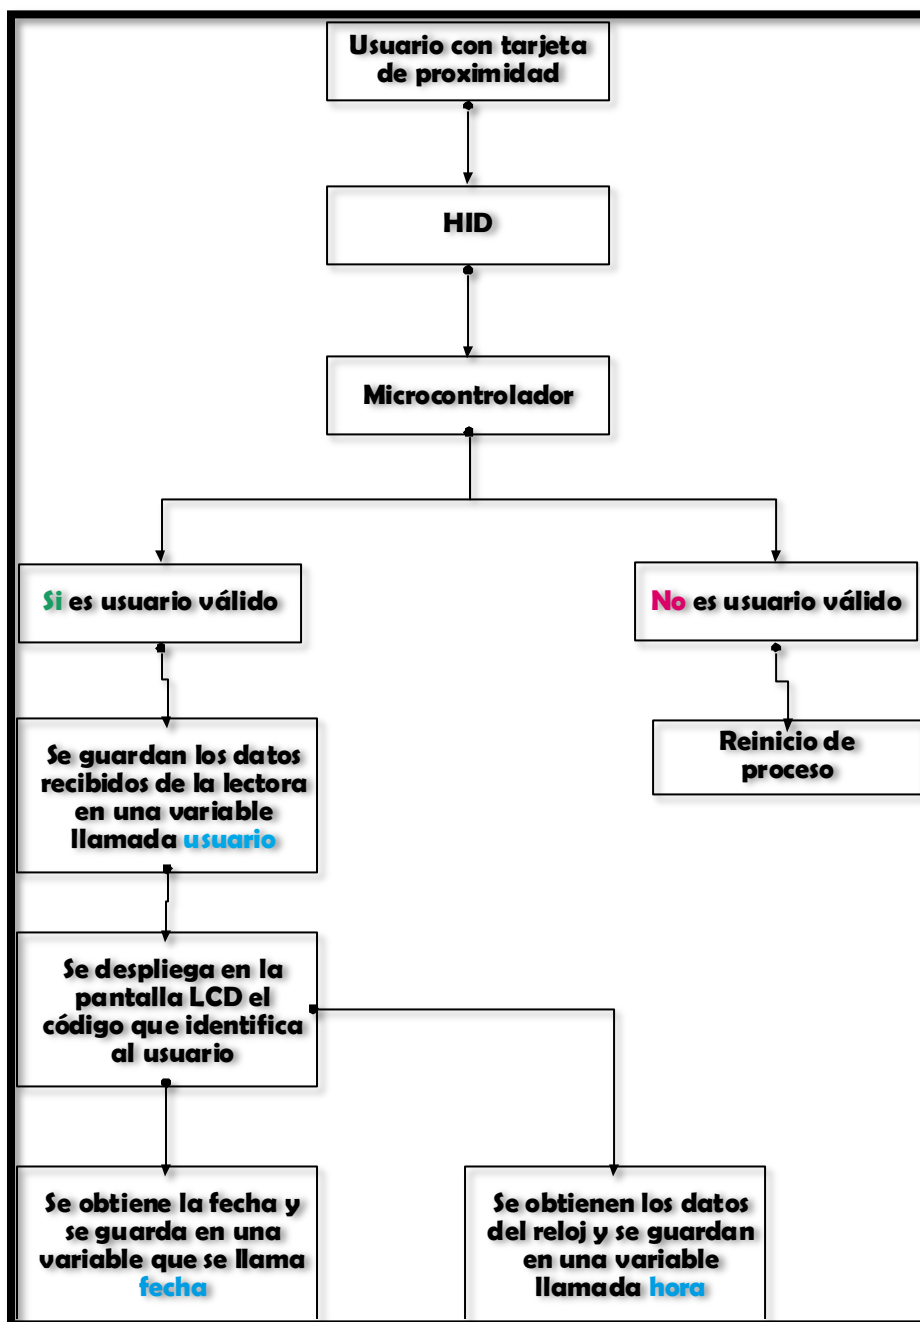 Usuario con tarjeta
de proximidad
HID
Microcontrolador
Si es usuario válido
No es usuario válido
Se guardan los datos
recibidos de la lectora
en una variable
llamada usuario
Reinicio de
proceso
Se despliega en la
pantalla LCD el
código que identifica
al usuario
Se obtiene la fecha y
se guarda en una
variable que se llama
fecha
Se obtienen los datos
del reloj y se guardan
en una variable
llamada hora